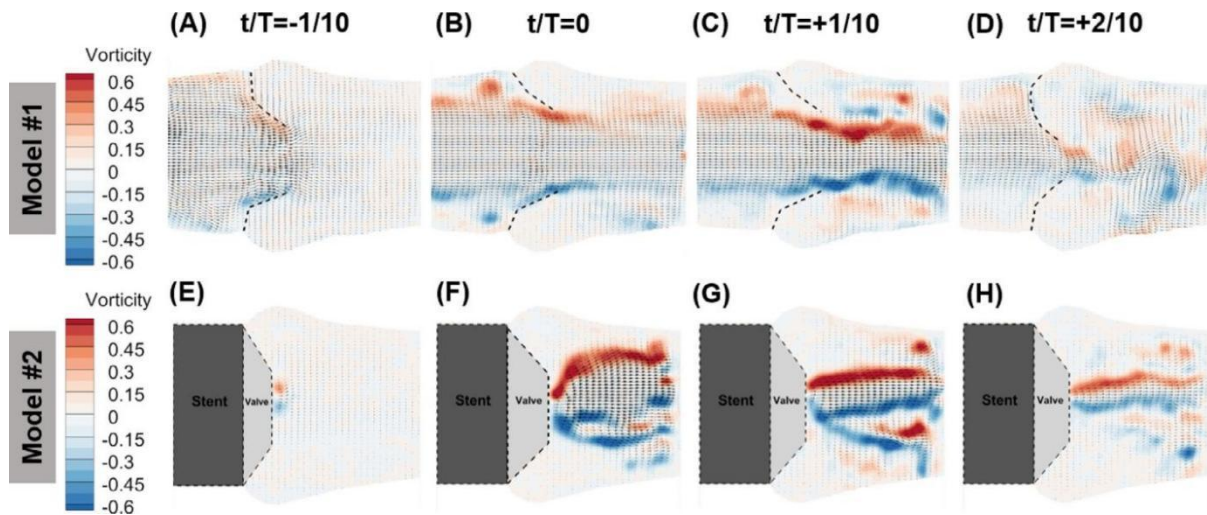 (A) t/T=-1/10
(B) t/T=0
(C) t/T=+1/10
(D) t/T=+2/10
Model #1
Vorticity
0.6
0.45
0.3
0.15
0
-0.15
-0.3
-0.45
-0.6
Model #2
Vorticity
0.6
0.45
0.3
0.15
0
-0.15
-0.3
-0.45
-0.6
(E)
Stent
Valve
(F)
Stent
Valve
(G)
Stent
Valve
(H)
Stent
Valve